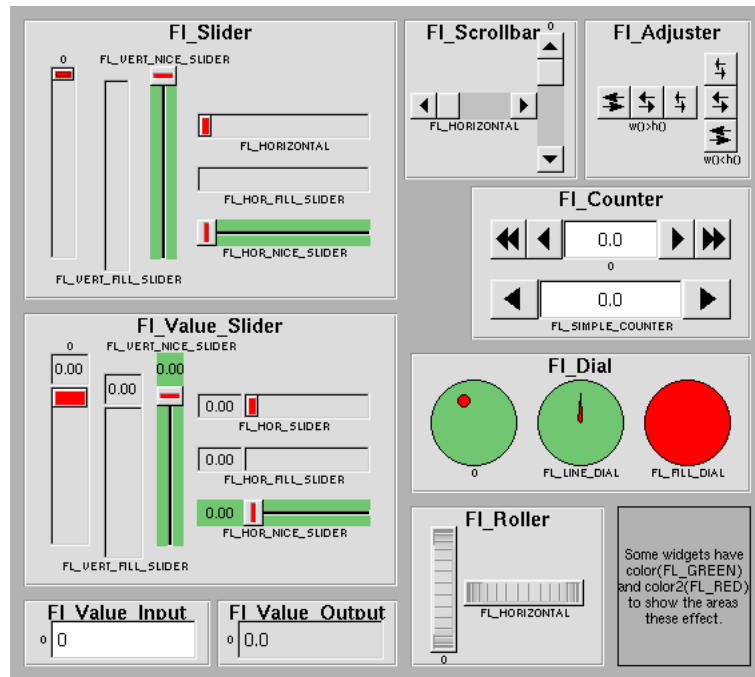 Fl_Slider
0
FL_VERT_NICE_SLIDER
FL_HORIZONTAL
FL_HOR_FILL_SLIDER
FL_HOR_NICE_SLIDER
FL_VERT_FILL_SLIDER
Fl_Scrollbar
0
FL_HORIZONTAL
Fl_Adjuster
w()>h()
w()<h()
Fl_Counter
0.0
0
0.0
FL_SIMPLE_COUNTER
Fl_Value_Slider
0
FL_VERT_NICE_SLIDER
0.00
0.00
0.00
0.00
FL_HOR_SLIDER
0.00
FL_HOR_FILL_SLIDER
0.00
FL_HOR_NICE_SLIDER
FL_VERT_FILL_SLIDER
Fl_Dial
0
FL_LINE_DIAL
FL_FILL_DIAL
Fl_Roller
FL_HORIZONTAL
0
Some widgets have
color(FL_GREEN)
and color2(FL_RED)
to show the areas
these effect.
Fl_Value_Input
0
0
Fl_Value_Output
0
0.0